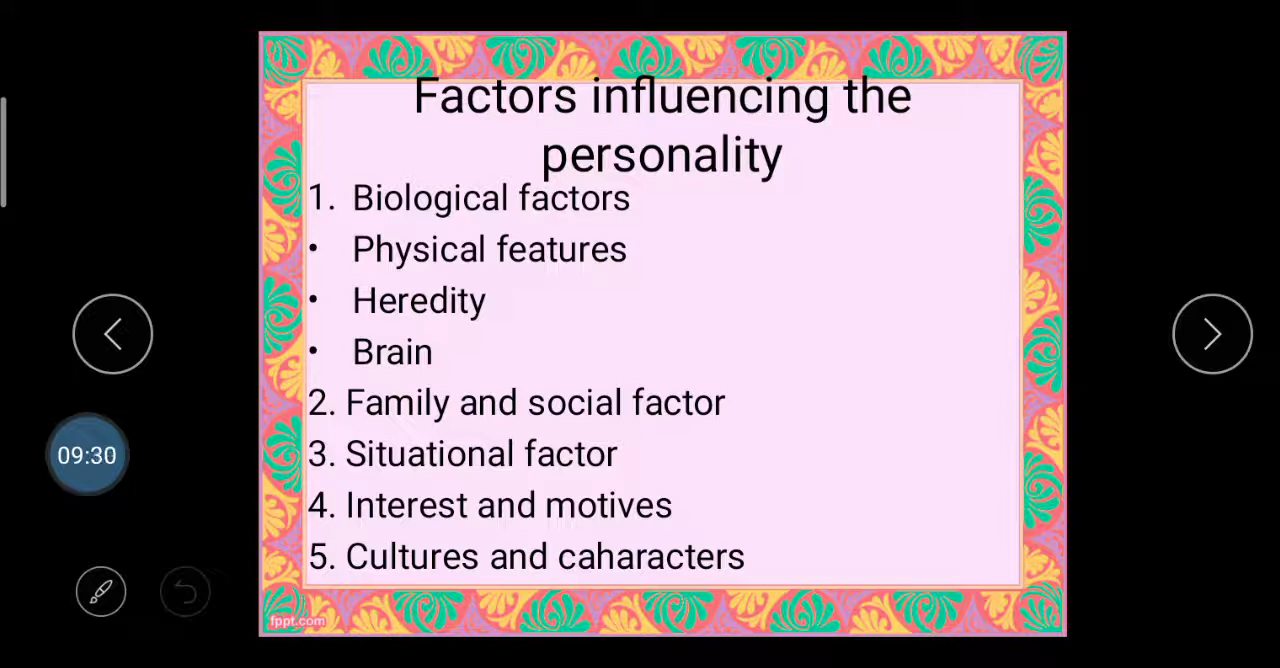 Factors influencing the
personality
1. Biological factors
• Physical features
• Heredity
• Brain
2. Family and social factor
3. Situational factor
4. Interest and motives
5. Cultures and caharacters
09:30
fppt.com